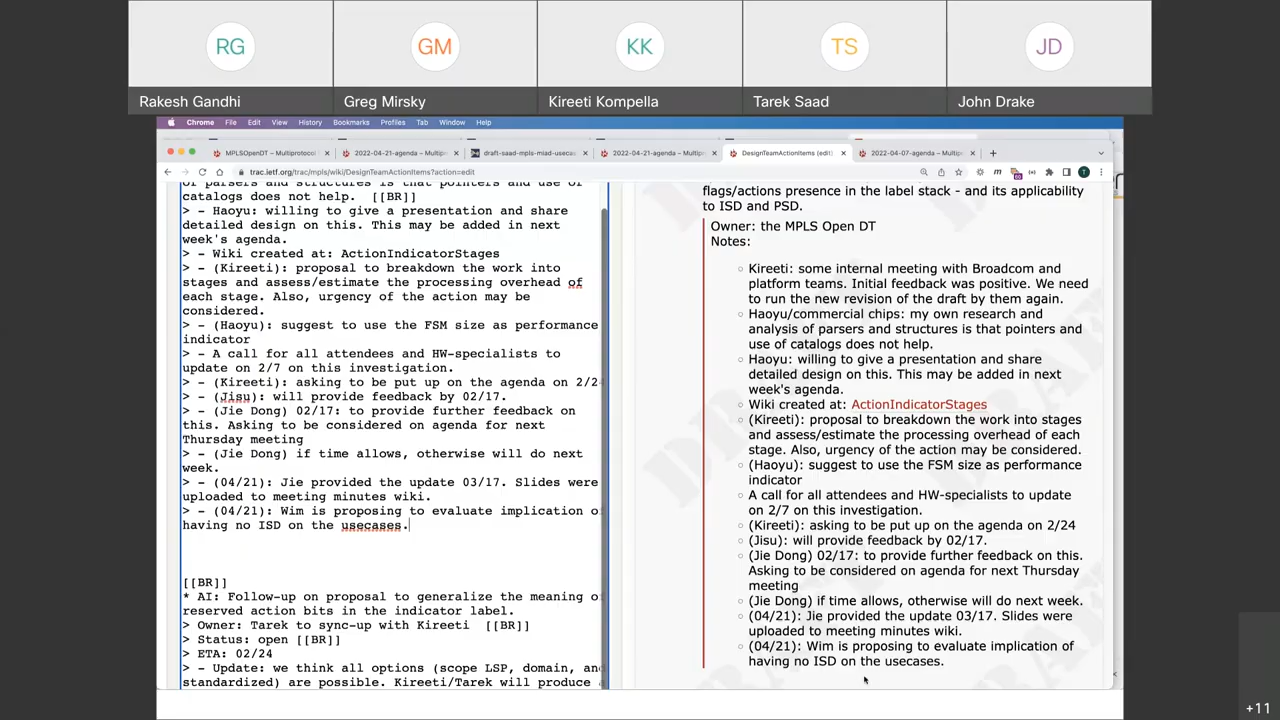 RG
GM
KK
TS
JD
Rakesh Gandhi
Greg Mirsky
Kireeti Kompella
Tarek Saad
John Drake
Chrome File Edit View History Bookmarks Profiles Tab Window Help
MPLSOpenDT – Multiprotocol
2022-04-21-agenda – Multip
draft-saad-mpls-miad-useca
2022-04-21-agenda – Multip
DesignTeamActionItems (edit)
2022-04-07-agenda – Multip
trac.ietf.org/trac/mpls/wiki/DesignTeamActionItems?action=edit
of parsers and structures is that pointers and use of
catalogs does not help. [[BR]]
> - Haoyu: willing to give a presentation and share
detailed design on this. This may be added in next
week's agenda.
> - Wiki created at: ActionIndicatorStages
> - (Kireeti): proposal to breakdown the work into
stages and assess/estimate the processing overhead of
each stage. Also, urgency of the action may be
considered.
> - (Haoyu): suggest to use the FSM size as performance
indicator
> - A call for all attendees and HW-specialists to
update on 2/7 on this investigation.
> - (Kireeti): asking to be put up on the agenda on 2/2
> - (Jisu): will provide feedback by 02/17.
> - (Jie Dong) 02/17: to provide further feedback on
this. Asking to be considered on agenda for next
Thursday meeting
> - (Jie Dong) if time allows, otherwise will do next
week.
> - (04/21): Jie provided the update 03/17. Slides were
uploaded to meeting minutes wiki.
> - (04/21): Wim is proposing to evaluate implication o
having no ISD on the usecases.
[[BR]]
* AI: Follow-up on proposal to generalize the meaning o
reserved action bits in the indicator label.
> Owner: Tarek to sync-up with Kireeti [[BR]]
> Status: open [[BR]]
> ETA: 02/24
> - Update: we think all options (scope LSP, domain, and
standardized) are possible. Kireeti/Tarek will produce
flags/actions presence in the label stack - and its applicability
to ISD and PSD.
Owner: the MPLS Open DT
Notes:
Kireeti: some internal meeting with Broadcom and
platform teams. Initial feedback was positive. We need
to run the new revision of the draft by them again.
Haoyu/commercial chips: my own research and
analysis of parsers and structures is that pointers and
use of catalogs does not help.
Haoyu: willing to give a presentation and share
detailed design on this. This may be added in next
week's agenda.
Wiki created at: ActionIndicatorStages
(Kireeti): proposal to breakdown the work into stages
and assess/estimate the processing overhead of each
stage. Also, urgency of the action may be considered.
(Haoyu): suggest to use the FSM size as performance
indicator
A call for all attendees and HW-specialists to update
on 2/7 on this investigation.
(Kireeti): asking to be put up on the agenda on 2/24
(Jisu): will provide feedback by 02/17.
(Jie Dong) 02/17: to provide further feedback on this.
Asking to be considered on agenda for next Thursday
meeting
(Jie Dong) if time allows, otherwise will do next week.
(04/21): Jie provided the update 03/17. Slides were
uploaded to meeting minutes wiki.
(04/21): Wim is proposing to evaluate implication of
having no ISD on the usecases.
+11